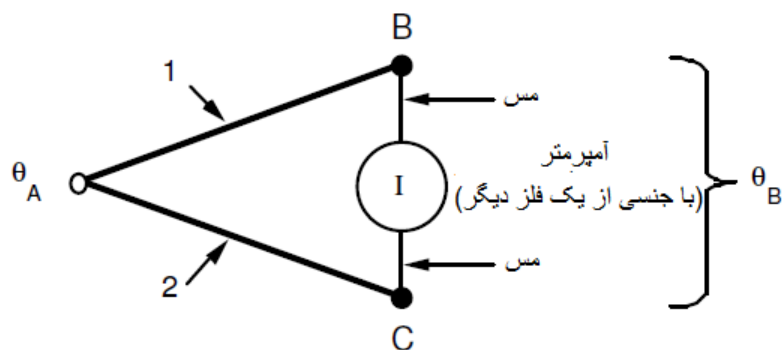 B
1
مس
θA
آمپرمتر
I
(با جنسی از یک فلز دیگر)
θB
مس
2
C